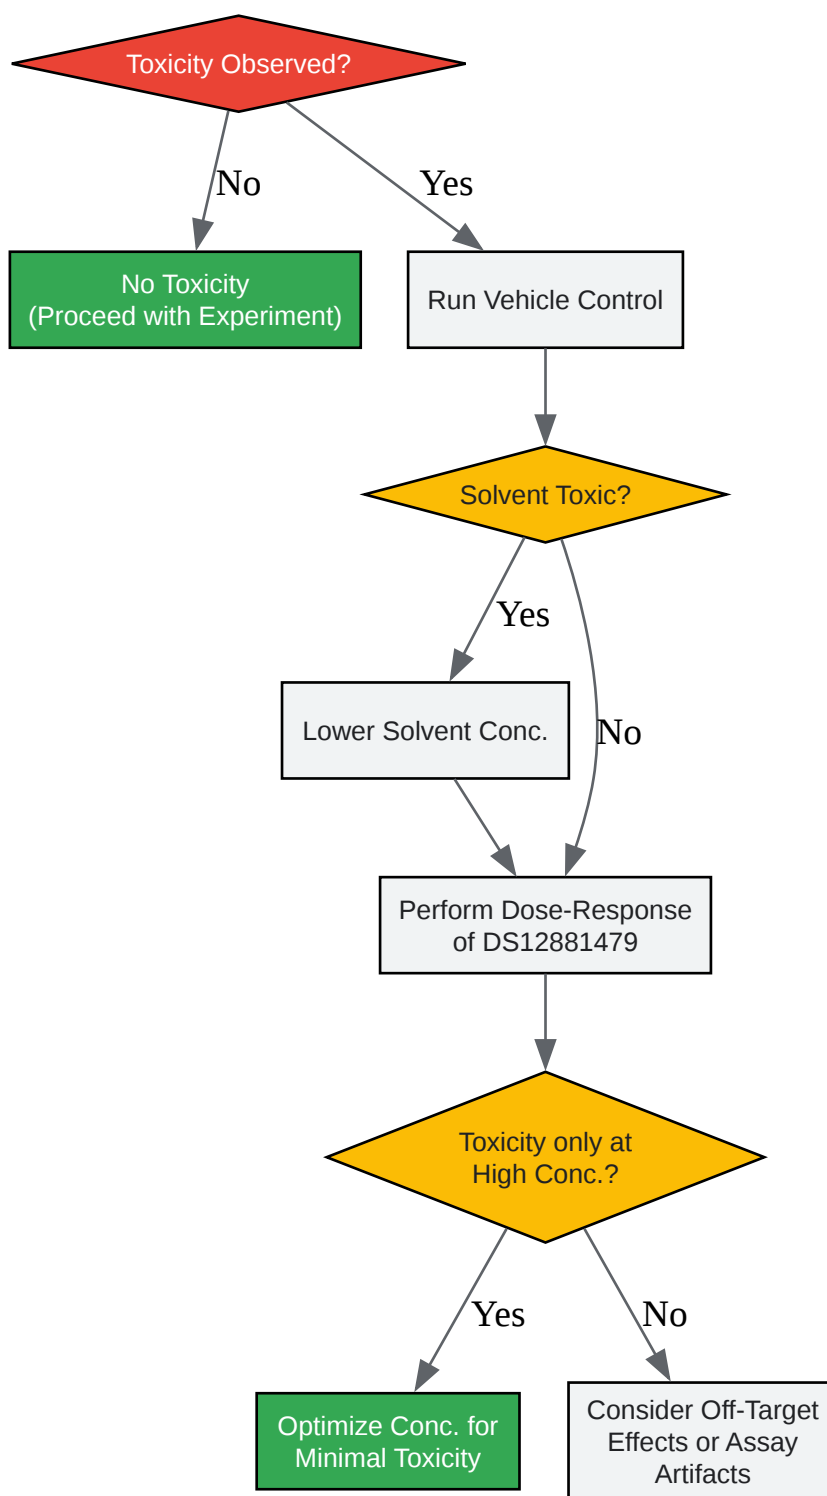 Toxicity Observed?
No
Yes
No Toxicity
(Proceed with Experiment)
Run Vehicle Control
Solvent Toxic?
Yes
Lower Solvent Conc.
No
Perform Dose-Response
of DS12881479
Toxicity only at
High Conc.?
Yes
No
Optimize Conc. for
Minimal Toxicity
Consider Off-Target
Effects or Assay
Artifacts